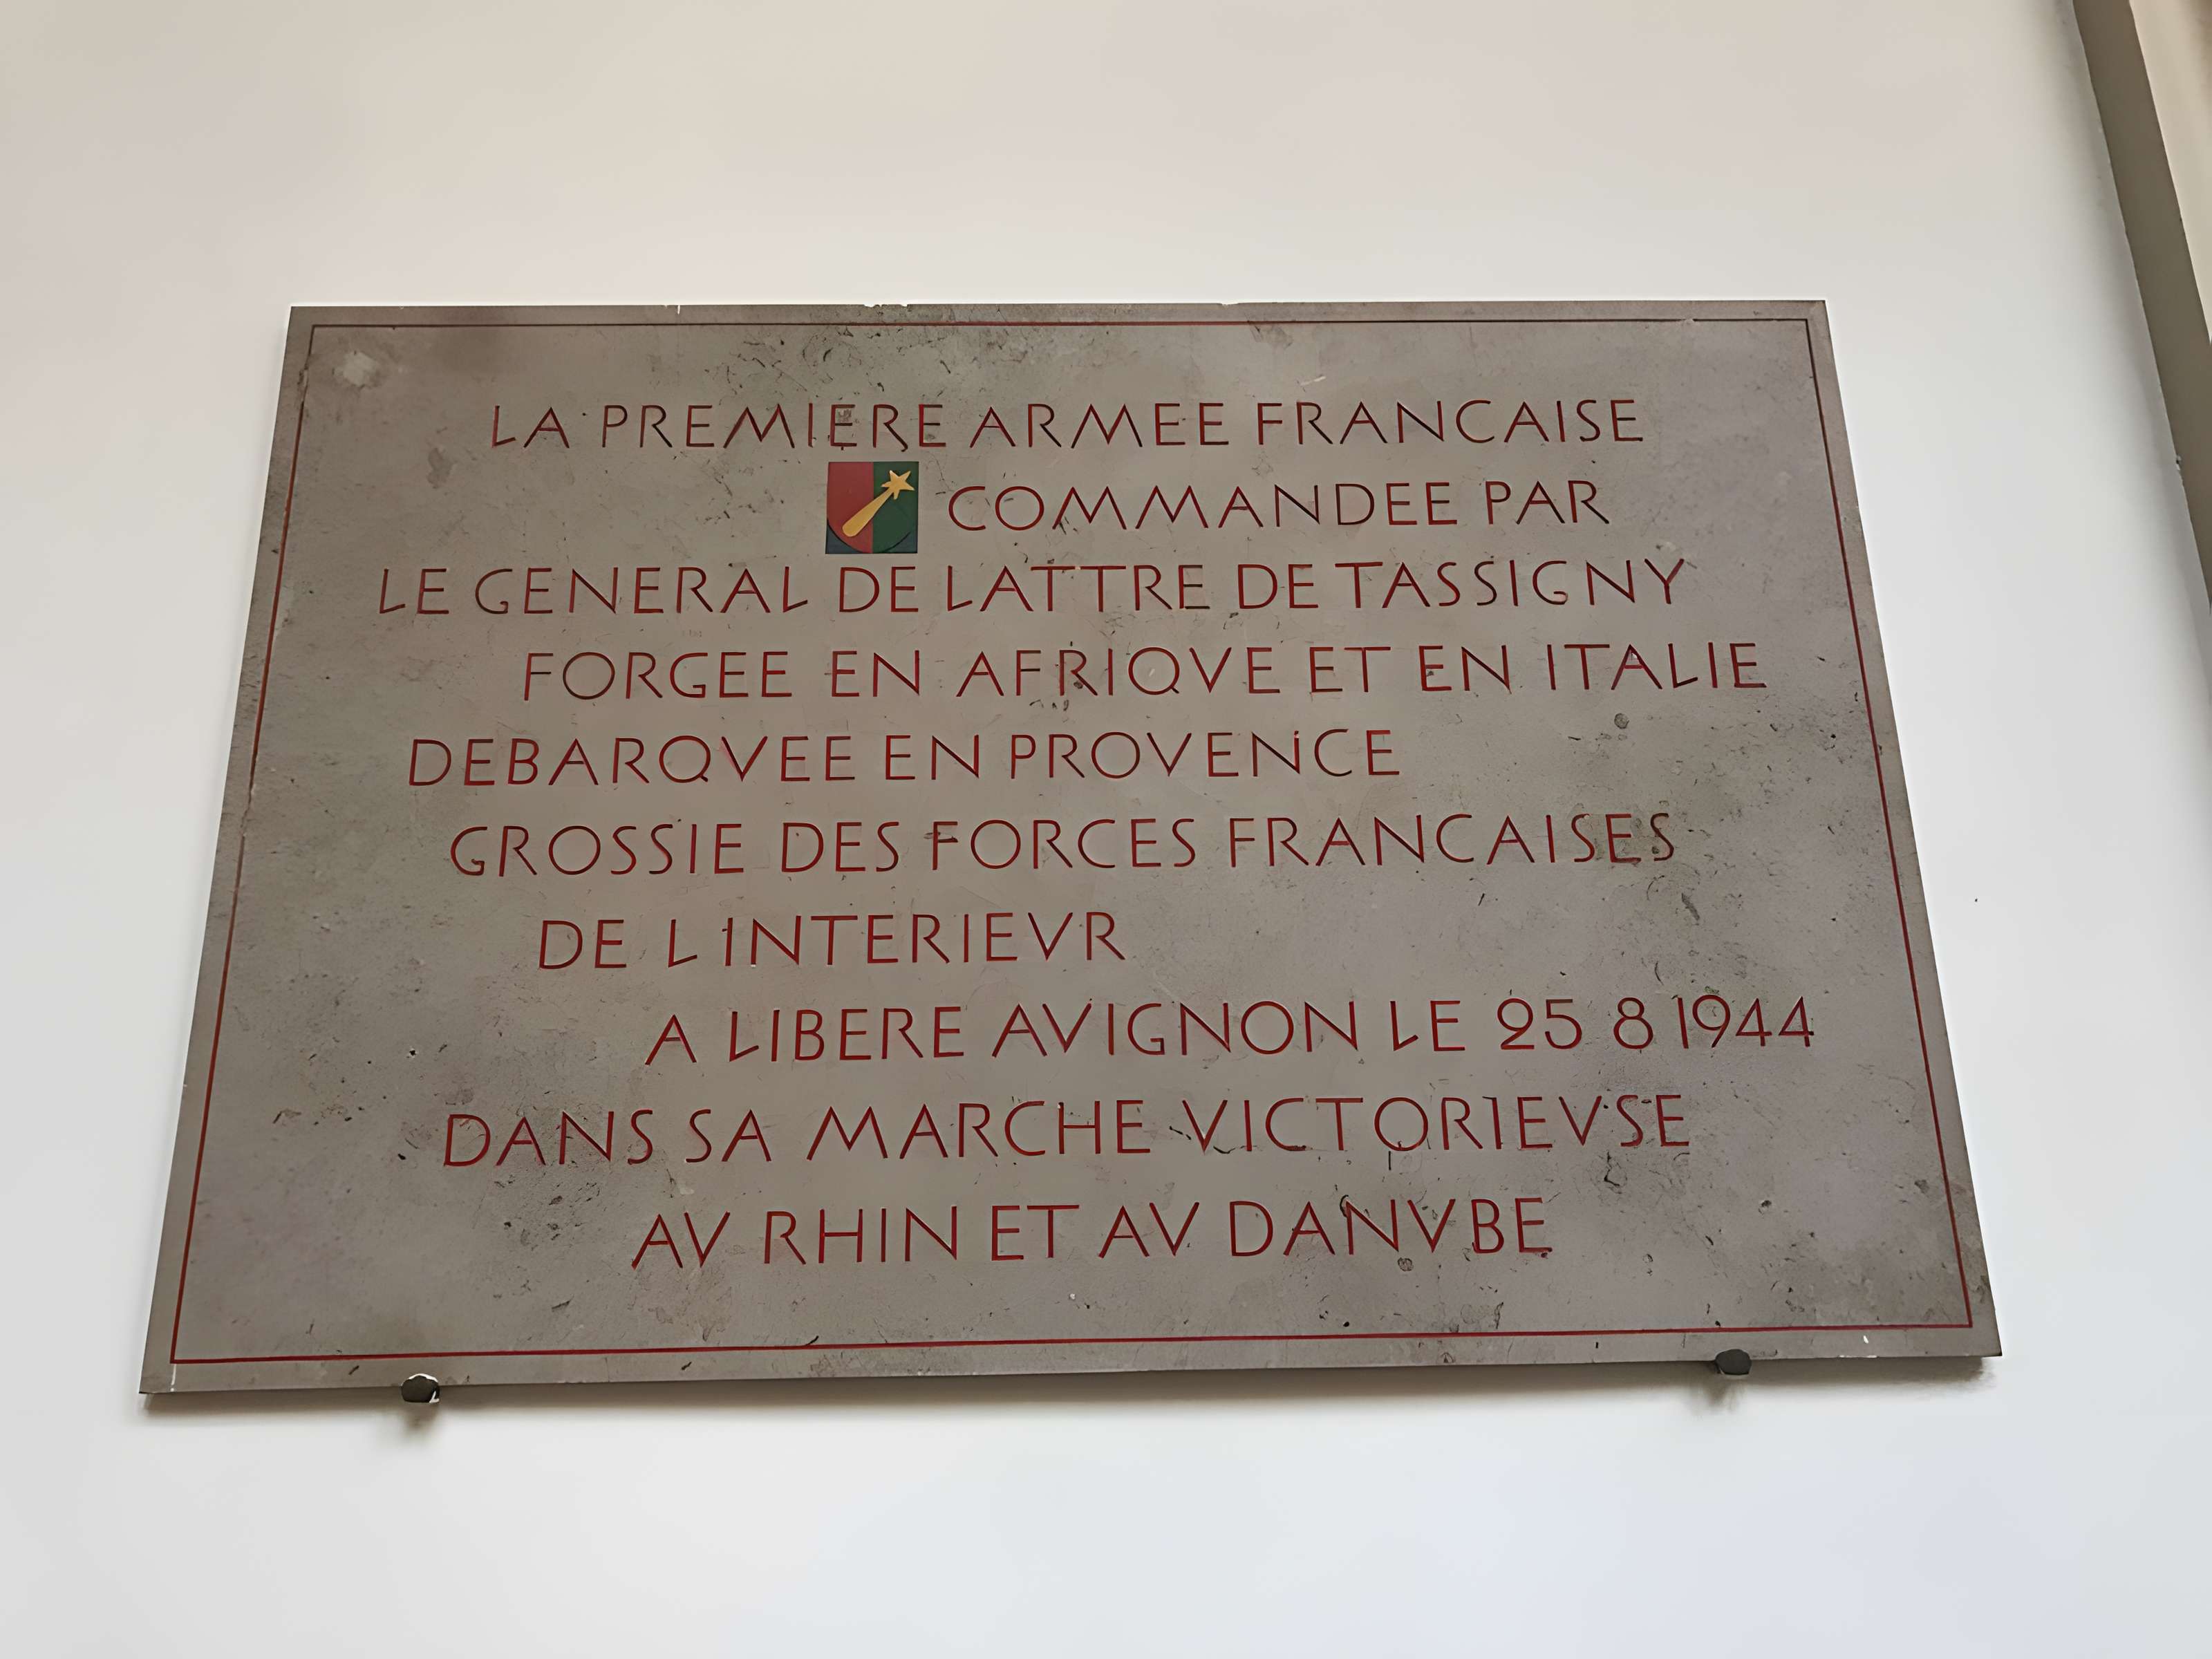 LA PREMIERE ARMEE FRANCAISE
COMMANDEE PAR
LE GENERAL DE LATTRE DE TASSIGNY
FORGEE EN AFRIQVE ET EN ITALIE
DEBARQVEE EN PROVENCE
GROSSIE DES FORCES FRANCAISES
DE L INTERIEVR
A LIBERE AVIGNON LE 25 8 1944
DANS SA MARCHE VICTORIEVSE
AV RHIN ET AV DANVBE